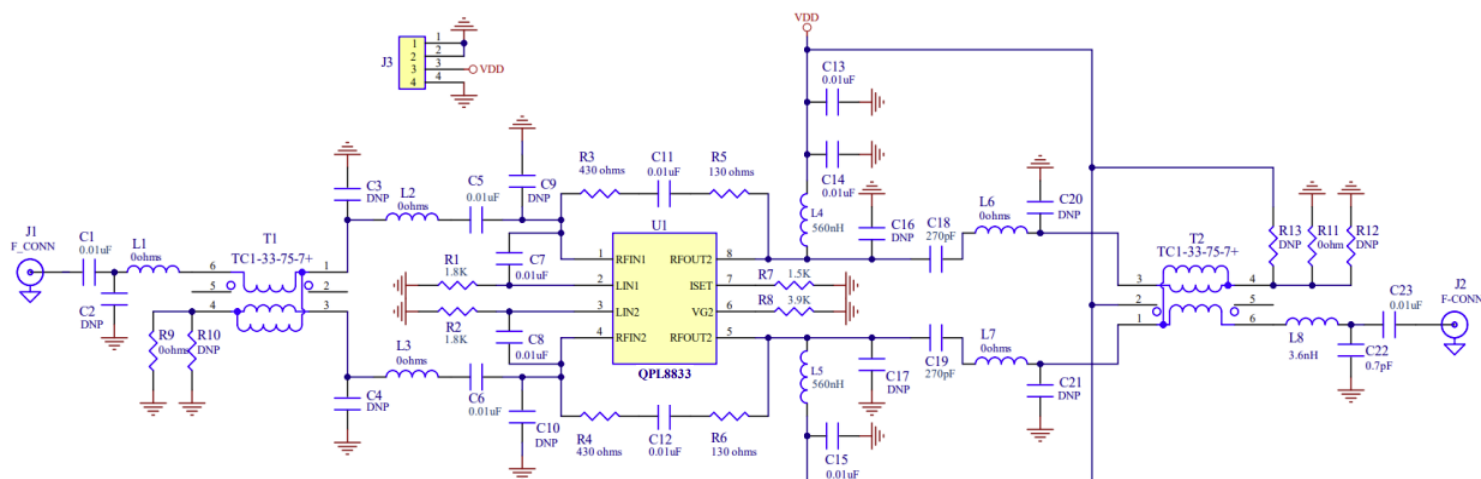 VDD
J3
1
2
3
4
1
2
3
4
VDD
J1
F_CONN
C1
0.01uF
C2
DNP
L1
0ohms
T1
TC1-33-75-7+
6
5
4
1
2
3
R9
0ohms
R10
DNP
C3
DNP
L2
0ohms
C5
0.01uF
C9
DNP
R3
430 ohms
C11
0.01uF
R5
130 ohms
R1
1.8K
R2
1.8K
C7
0.01uF
C8
0.01uF
U1
1
2
3
4
RFIN1
LIN1
LIN2
RFIN2
RFOUT2
ISET
VG2
RFOUT2
8
7
6
5
QPL8833
L3
0ohms
C4
DNP
C6
0.01uF
C10
DNP
R4
430 ohms
C12
0.01uF
R6
130 ohms
C13
0.01uF
C14
0.01uF
L4
560nH
C16
DNP
R7
1.5K
R8
3.9K
C18
270pF
L6
0ohms
C20
DNP
L5
560nH
C17
DNP
C19
270pF
L7
0ohms
C21
DNP
C15
0.01uF
T2
TC1-33-75-7+
3
2
1
4
5
6
R13
DNP
R11
0ohm
R12
DNP
L8
3.6nH
C23
0.01uF
C22
0.7pF
J2
F-CONN